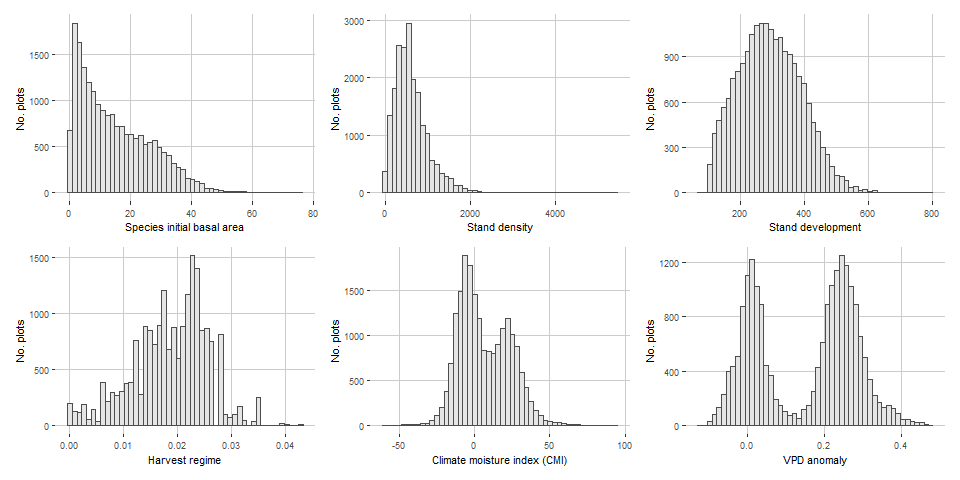 No. plots
1500
1000
500
0
0 20 40 60 80
Species initial basal area
No. plots
3000
2000
1000
0
0 2000 4000
Stand density
No. plots
900
600
300
0
200 400 600 800
Stand development
No. plots
1500
1000
500
0
0.00 0.01 0.02 0.03 0.04
Harvest regime
No. plots
1500
1000
500
0
-50 0 50 100
Climate moisture index (CMI)
No. plots
1200
800
400
0
0.0 0.2 0.4
VPD anomaly